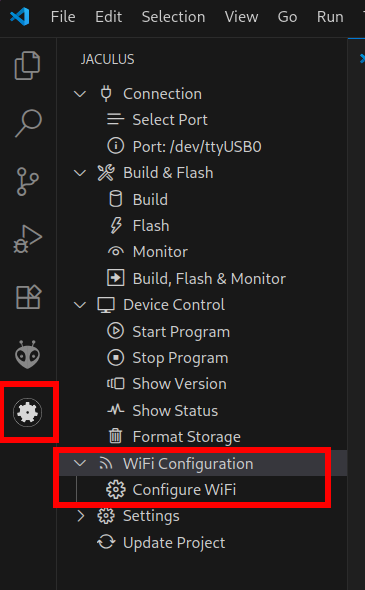 File Edit View Go Run
JACULUS
Connection
Select Port
Port: /dev/ttyUSB0
Build & Flash
Build
Flash
Monitor
Build, Flash & Monitor
Device Control
Start Program
Stop Program
Show Version
Show Status
Format Storage
WiFi Configuration
Configure WiFi
Settings
Update Project